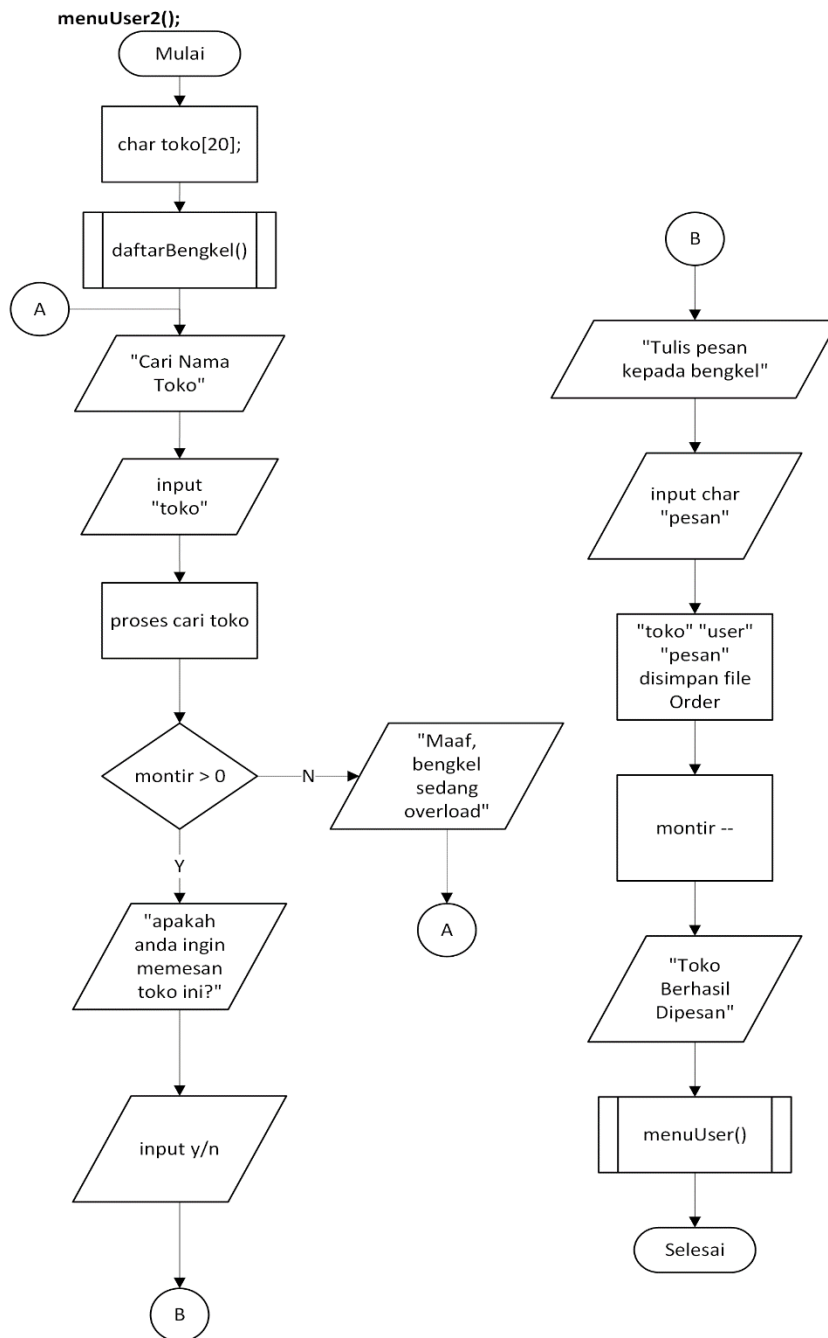 menuUser2();
Mulai
char toko[20];
daftarBengkel()
A
"Cari Nama
Toko"
input
"toko"
proses cari toko
montir > 0
N
"Maaf,
bengkel
sedang
overload"
A
Y
"apakah
anda ingin
memesan
toko ini?"
input y/n
B
B
"Tulis pesan
kepada bengkel"
input char
"pesan"
"toko" "user"
"pesan"
disimpan file
Order
montir --
"Toko
Berhasil
Dipesan"
menuUser()
Selesai